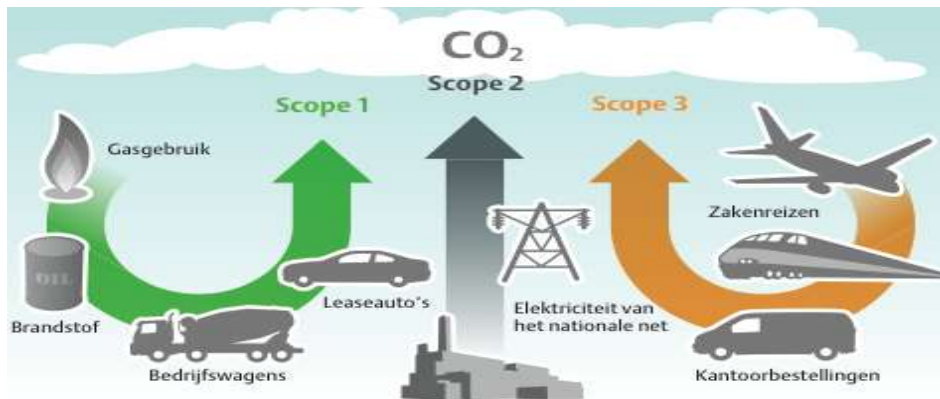 CO₂
Scope 2
Scope 1
Scope 3
Gasgebruik
Zakenreizen
OIL
Leaseauto's
Elektriciteit van
het nationale net
Brandstof
Bedrijfswagens
Kantoorbestellingen